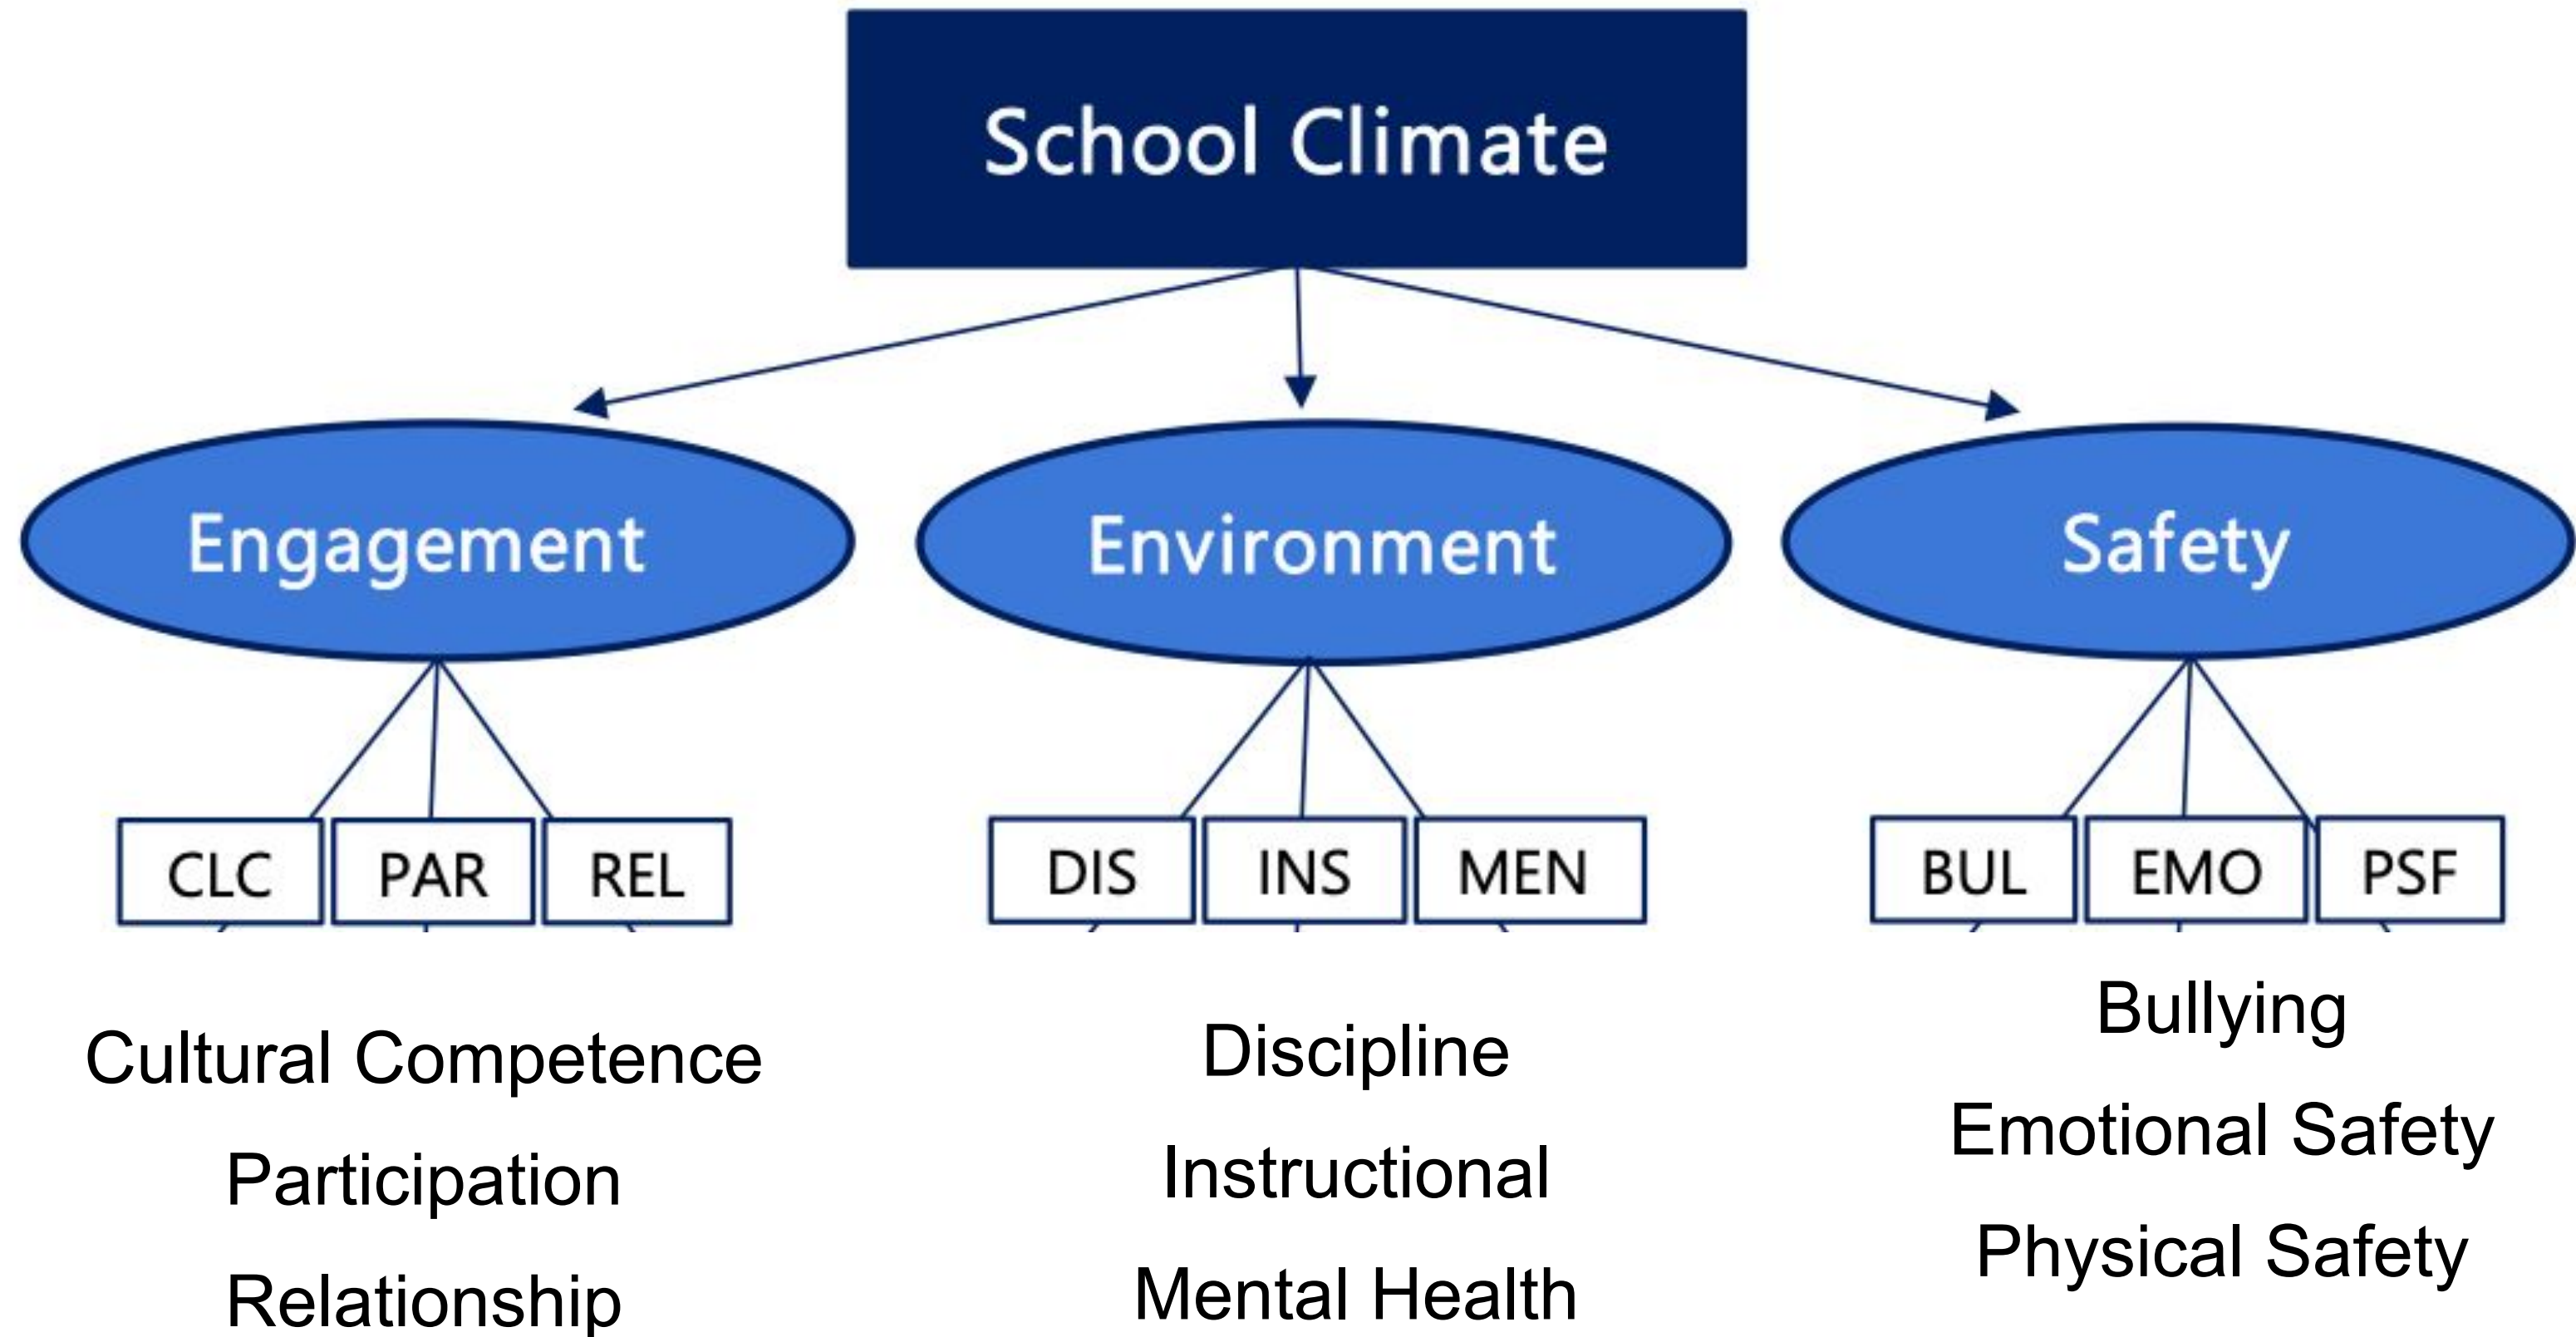 School Climate
Engagement
Environment
Safety
CLC
PAR
REL
DIS
INS
MEN
BUL
EMO
PSF
Cultural Competence
Participation
Relationship
Discipline
Instructional
Mental Health
Bullying
Emotional Safety
Physical Safety